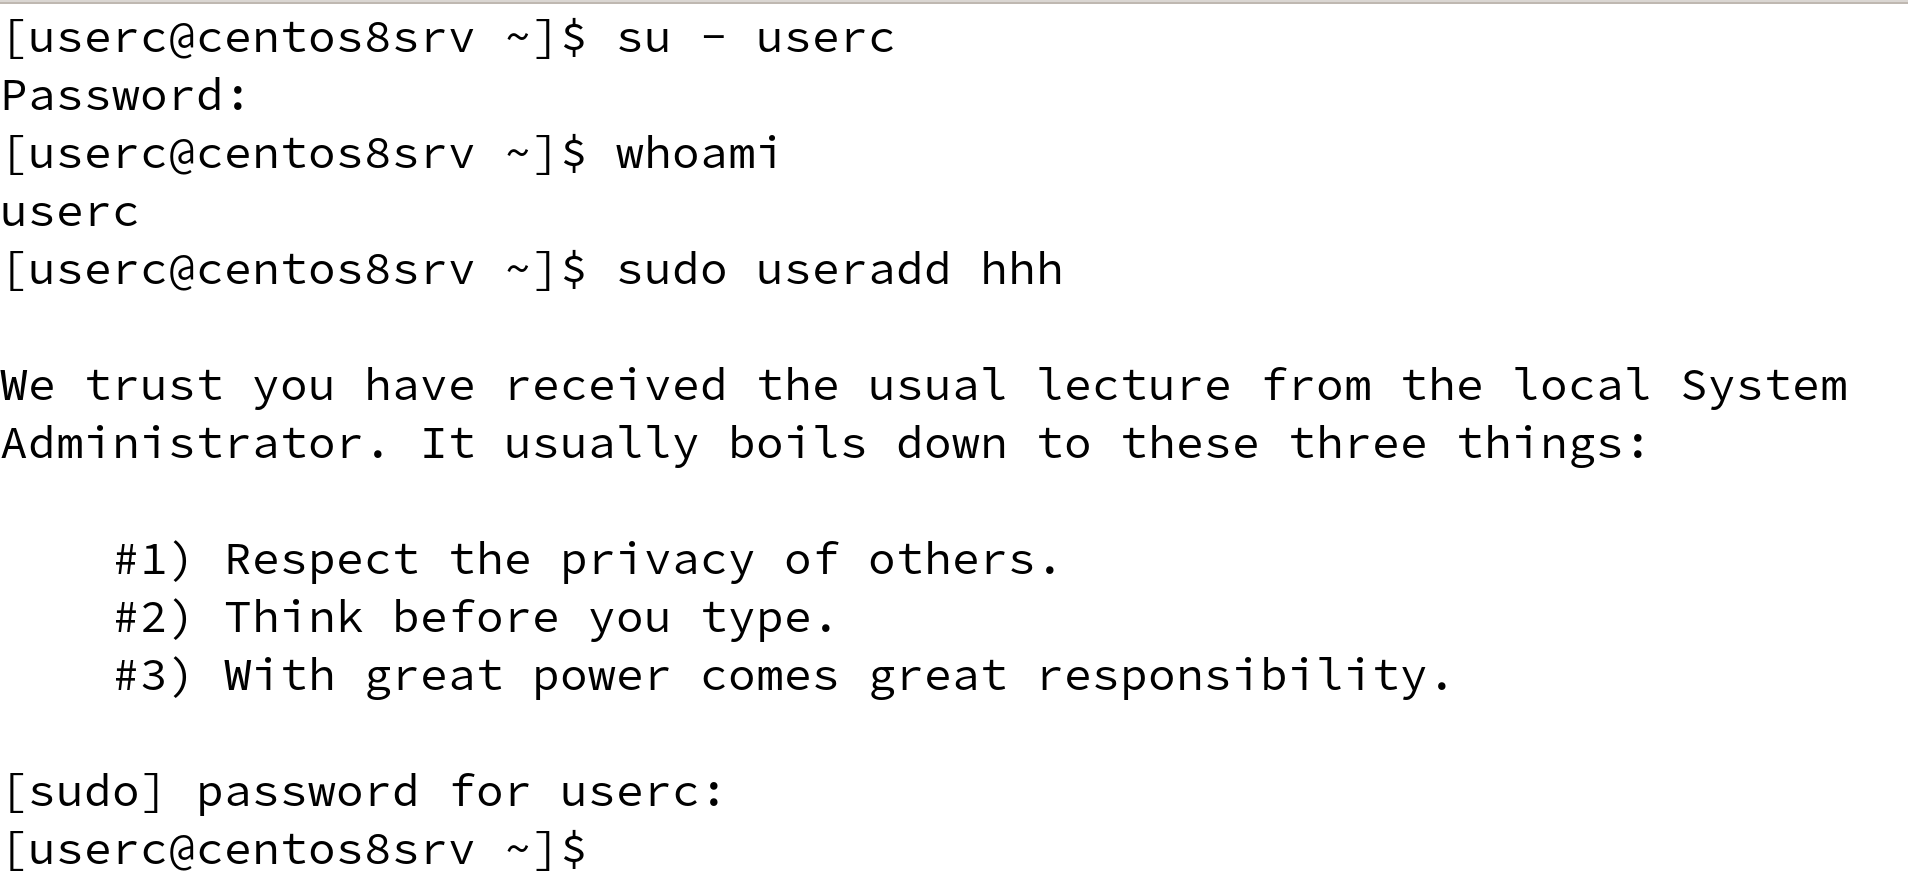 [userc@centos8srv ~]$ su - userc
Password:
[userc@centos8srv ~]$ whoami
userc
[userc@centos8srv ~]$ sudo useradd hhh

We trust you have received the usual lecture from the local System
Administrator. It usually boils down to these three things:

    #1) Respect the privacy of others.
    #2) Think before you type.
    #3) With great power comes great responsibility.

[sudo] password for userc:
[userc@centos8srv ~]$